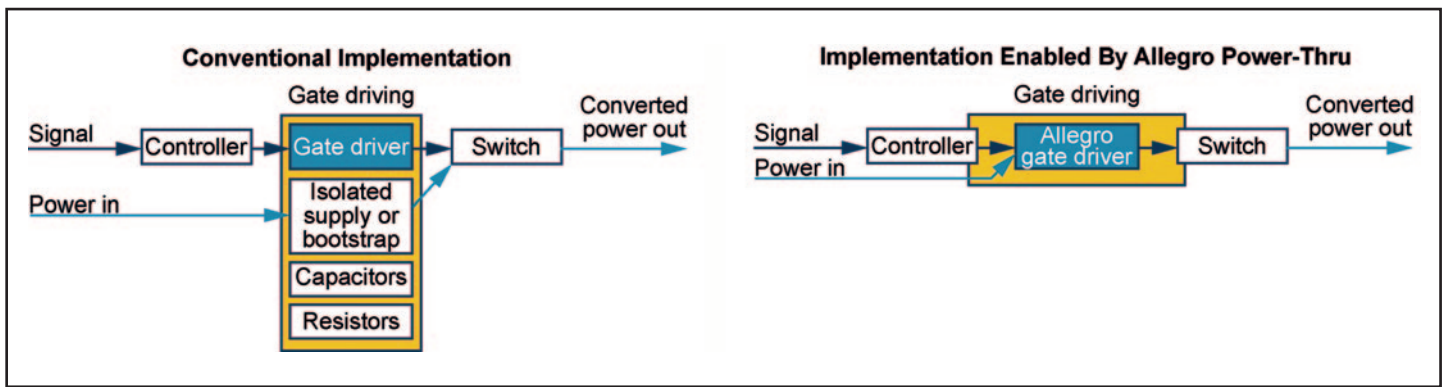 Conventional Implementation
Gate driving
Signal
Controller
Gate driver
Switch
Converted
power out
Power in
Isolated
supply or
bootstrap
Capacitors
Resistors
Implementation Enabled By Allegro Power-Thru
Gate driving
Signal
Controller
Allegro
gate driver
Switch
Converted
power out
Power in